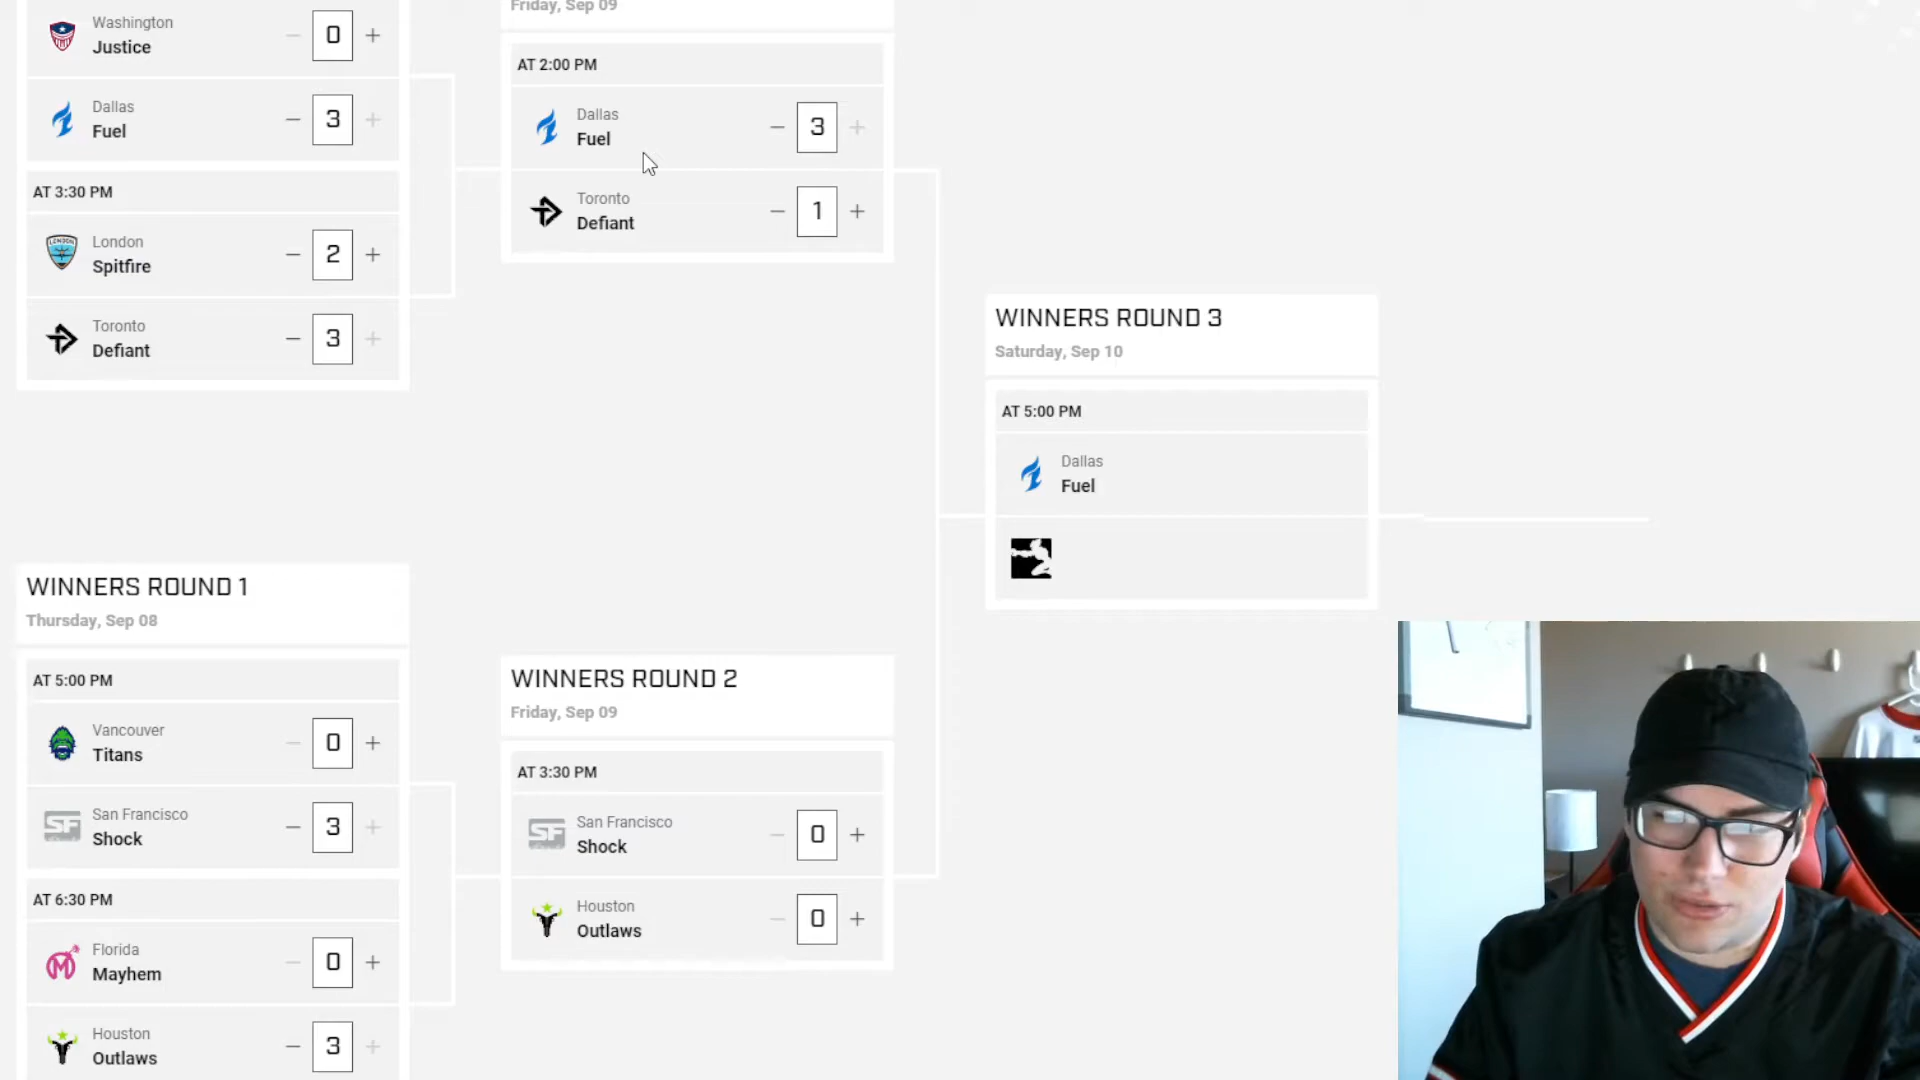 Friday, Sep 09
Washington
Justice
0
AT 2:00 PM
Dallas
Fuel
3
Dallas
Fuel
3
AT 3:30 PM
Toronto
Defiant
1
London
Spitfire
2
Toronto
Defiant
3
WINNERS ROUND 3
Saturday, Sep 10
AT 5:00 PM
Dallas
Fuel
WINNERS ROUND 1
Thursday, Sep 08
AT 5:00 PM
Vancouver
Titans
0
San Francisco
Shock
3
AT 6:30 PM
Florida
Mayhem
0
Houston
Outlaws
3
WINNERS ROUND 2
Friday, Sep 09
AT 3:30 PM
SF
San Francisco
Shock
0
Houston
Outlaws
0